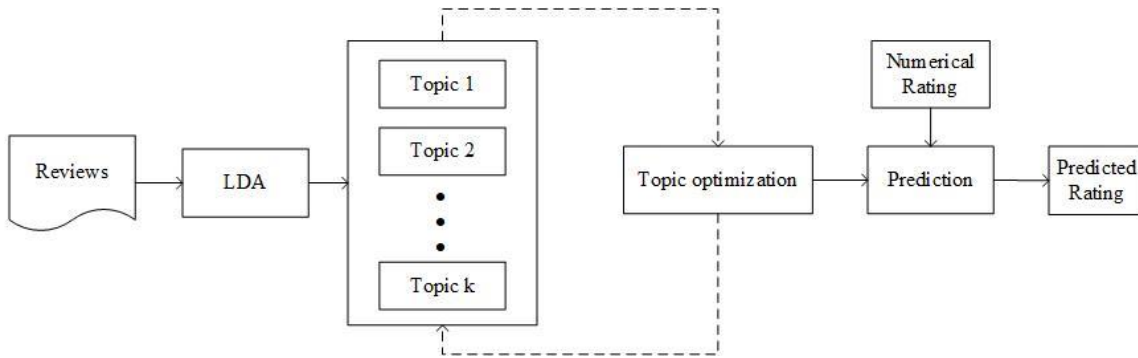 Reviews
LDA
Topic 1
Topic 2
Topic k
Topic optimization
Numerical
Rating
Prediction
Predicted
Rating